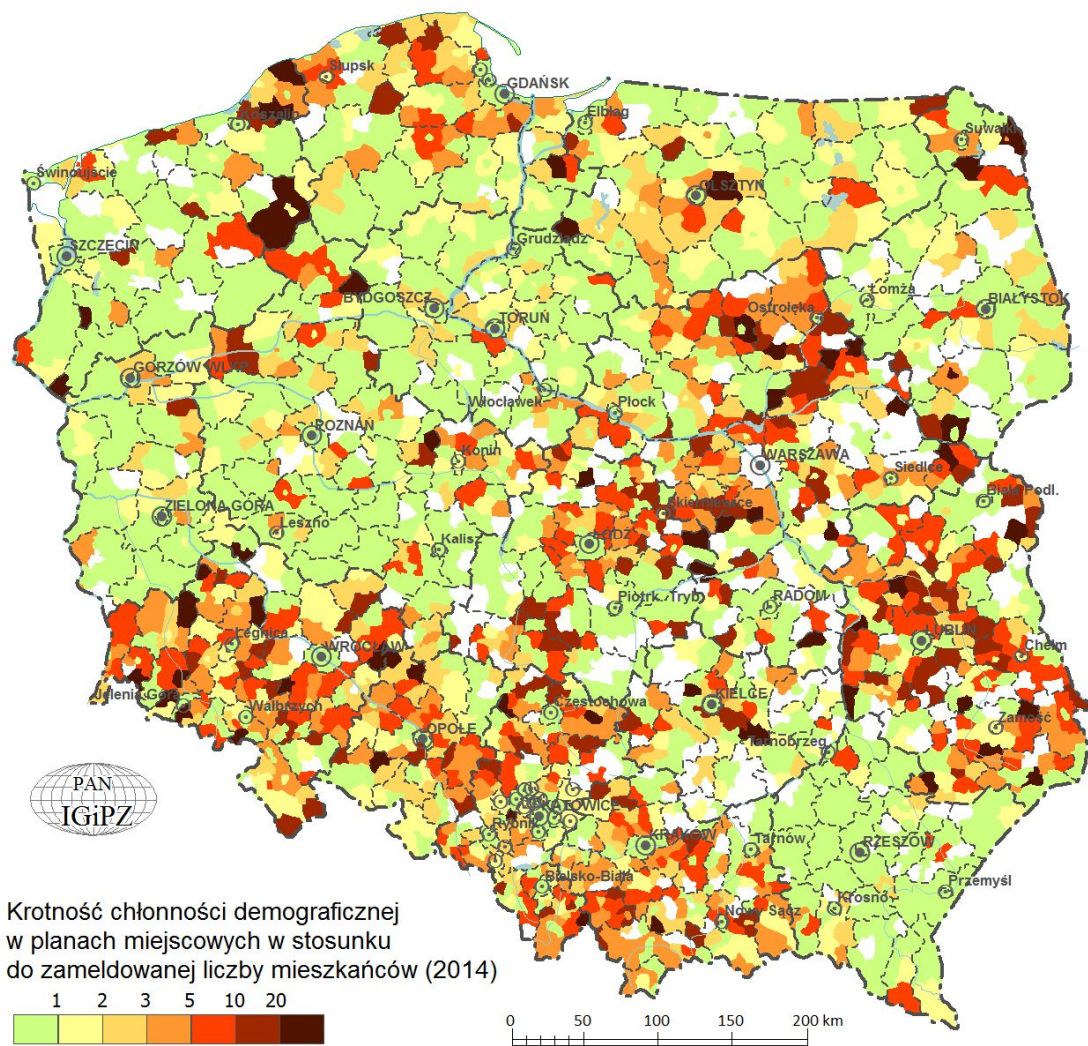 Słupsk
GDAŃSK
Koszalin
Elbląg
Suwałki
Świnoujście
OLSZTYN
Grudziądz
SZCZECIN
BYDGOSZCZ
Łomża
Ostrołęka
BIAŁYSTOK
TORUŃ
GORZÓW WLKP.
Włocławek
Płock
POZNAŃ
Konin
WARSZAWA
Siedlce
Biała Podl.
Skierniewice
ZIELONA GÓRA
Leszno
Kalisz
ŁÓDŹ
Piotrk. Tryb.
RADOM
LUBLIN
Legnica
WROCŁAW
Chełm
Jelenia Góra
Wałbrzych
Częstochowa
KIELCE
Zamość
OPOLE
Tarnobrzeg
PAN
IGiPZ
KATOWICE
Rybnik
KRAKÓW
Tarnów
RZESZÓW
Bielsko-Biała
Przemyśl
Krosno
Nowy Sącz
Krotność chłonności demograficznej
w planach miejscowych w stosunku
do zameldowanej liczby mieszkańców (2014)
1 2 3 5 10 20
0 50 100 200 km